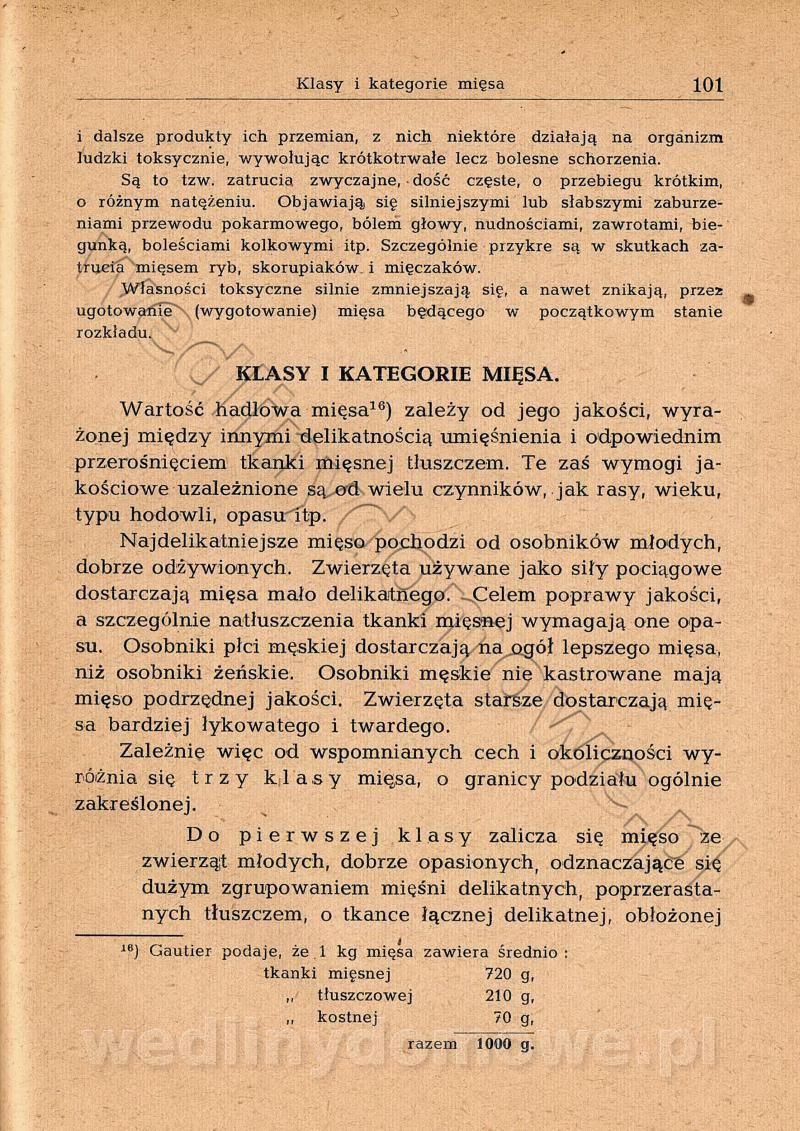 Klasy i kategorie mięsa 101
i dalsze produkty ich przemian, z nich niektóre działają na organizm
ludzki toksycznie, wywołując krótkotrwałe lecz bolesne schorzenia.
Są to tzw. zatrucia zwyczajne, dość częste, o przebiegu krótkim,
o różnym natężeniu. Objawiają się silniejszymi lub słabszymi zaburze-
niami przewodu pokarmowego, bólem głowy, nudnościami, zawrotami, bie-
gunką, boleściami kolkowymi itp. Szczególnie przykre są w skutkach za-
trucia mięsem ryb, skorupiaków i mięczaków.
Własności toksyczne silnie zmniejszają się, a nawet znikają, przez
ugotowanie (wygotowanie) mięsa będącego w początkowym stanie
rozkładu.
KLASY I KATEGORIE MIĘSA.
Wartość hadlowa mięsa¹⁶) zależy od jego jakości, wyra-
żonej między innymi delikatnością umięśnienia i odpowiednim
przerośnięciem tkanki mięsnej tłuszczem. Te zaś wymogi ja-
kościowe uzależnione są od wielu czynników, jak rasy, wieku,
typu hodowli, opasu itp.
Najdelikatniejsze mięso pochodzi od osobników młodych,
dobrze odżywionych. Zwierzęta używane jako siły pociągowe
dostarczają mięsa mało delikatnego. Celem poprawy jakości,
a szczególnie natłuszczenia tkanki mięsnej wymagają one opa-
su. Osobniki płci męskiej dostarczają na ogół lepszego mięsa,
niż osobniki żeńskie. Osobniki męskie nie kastrowane mają
mięso podrzędnej jakości. Zwierzęta starsze dostarczają mię-
sa bardziej łykowatego i twardego.
Zależnie więc od wspomnianych cech i okoliczności wy-
różnia się trzy klasy mięsa, o granicy podziału ogólnie
zakreślonej.
Do pierwszej klasy zalicza się mięso ze
zwierząt młodych, dobrze opasionych, odznaczające się
dużym zgrupowaniem mięśni delikatnych, poprzerasta-
nych tłuszczem, o tkance łącznej delikatnej, obłożonej
¹⁶) Gautier podaje, że 1 kg mięsa zawiera średnio :
tkanki mięsnej 720 g,
„ tłuszczowej 210 g,
„ kostnej 70 g,
razem 1000 g.
wedlinydomowe.pl